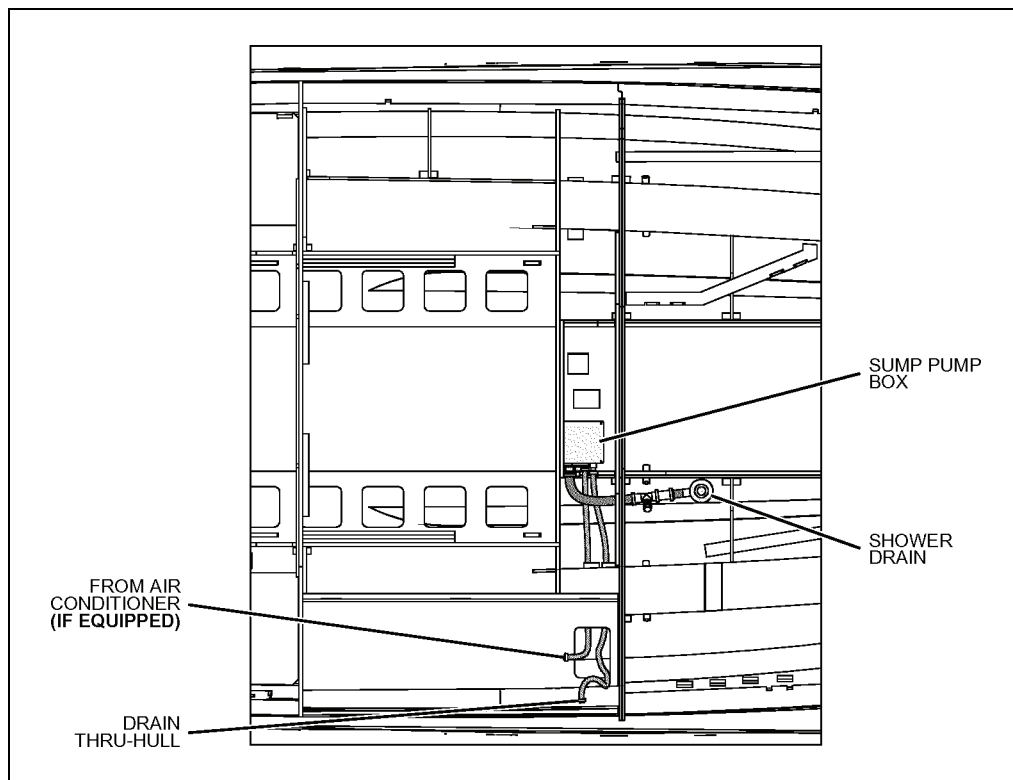 SUMP PUMP
BOX
SHOWER
DRAIN
FROM AIR
CONDITIONER
(IF EQUIPPED)
DRAIN
THRU-HULL